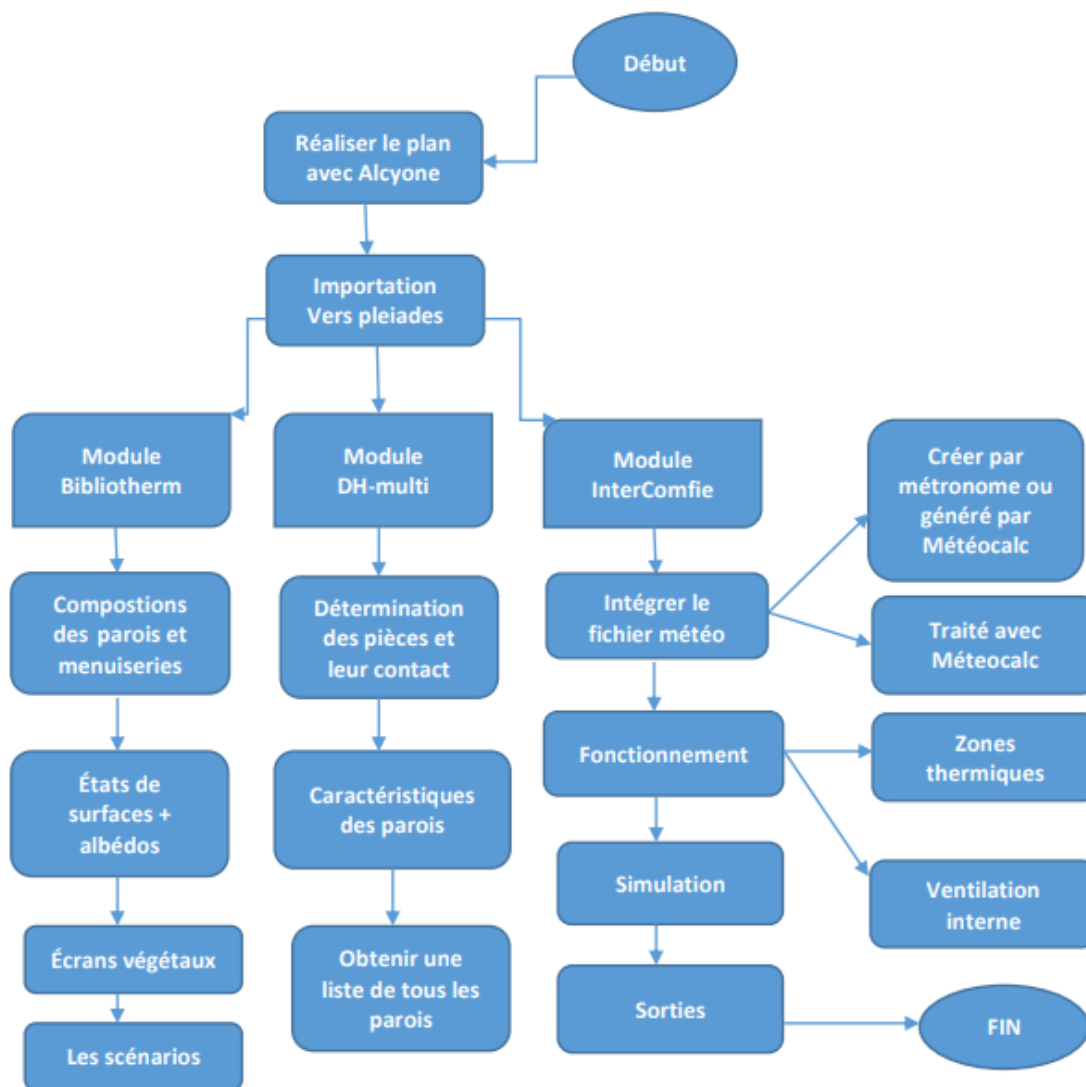 Début
Réaliser le plan
avec Alcyone
Importation
Vers pleiades
Module
Bibliotherm
Module
DH-multi
Module
InterComfie
Créer par
métronome ou
généré par
Météocalc
Compostions
des parois et
menuiseries
Détermination
des pièces et
leur contact
Intégrer le
fichier météo
Traité avec
Méteocalc
États de
surfaces +
albédos
Caractéristiques
des parois
Fonctionnement
Zones
thermiques
Simulation
Ventilation
interne
Écrans végétaux
Obtenir une
liste de tous les
parois
Sorties
FIN
Les scénarios